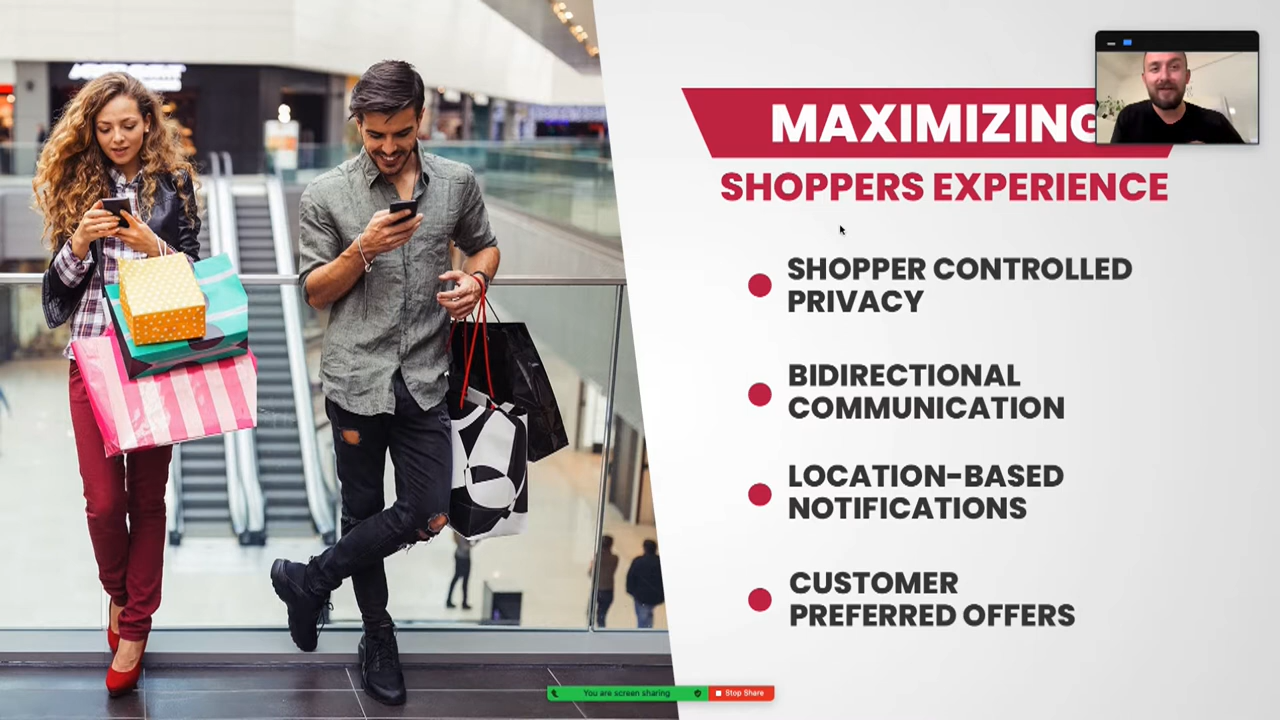 MAXIMIZING
SHOPPERS EXPERIENCE
SHOPPER CONTROLLED
PRIVACY
BIDIRECTIONAL
COMMUNICATION
LOCATION-BASED
NOTIFICATIONS
CUSTOMER
PREFERRED OFFERS
You are screen sharing
Stop Share